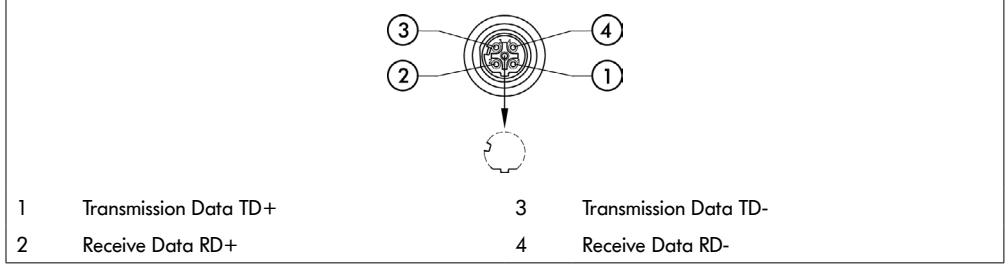 3 4
2 1
1 Transmission Data TD+ 3 Transmission Data TD-
2 Receive Data RD+ 4 Receive Data RD-